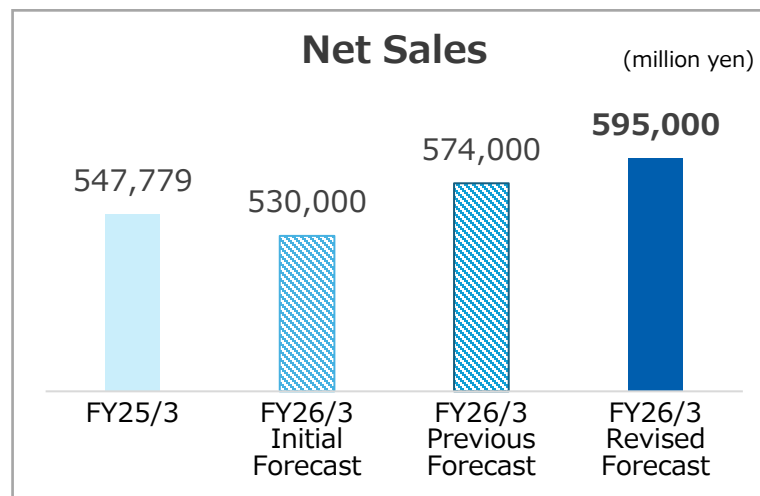 Net Sales
(million yen)
547,779
530,000
574,000
595,000
FY25/3
FY26/3
Initial
Forecast
FY26/3
Previous
Forecast
FY26/3
Revised
Forecast